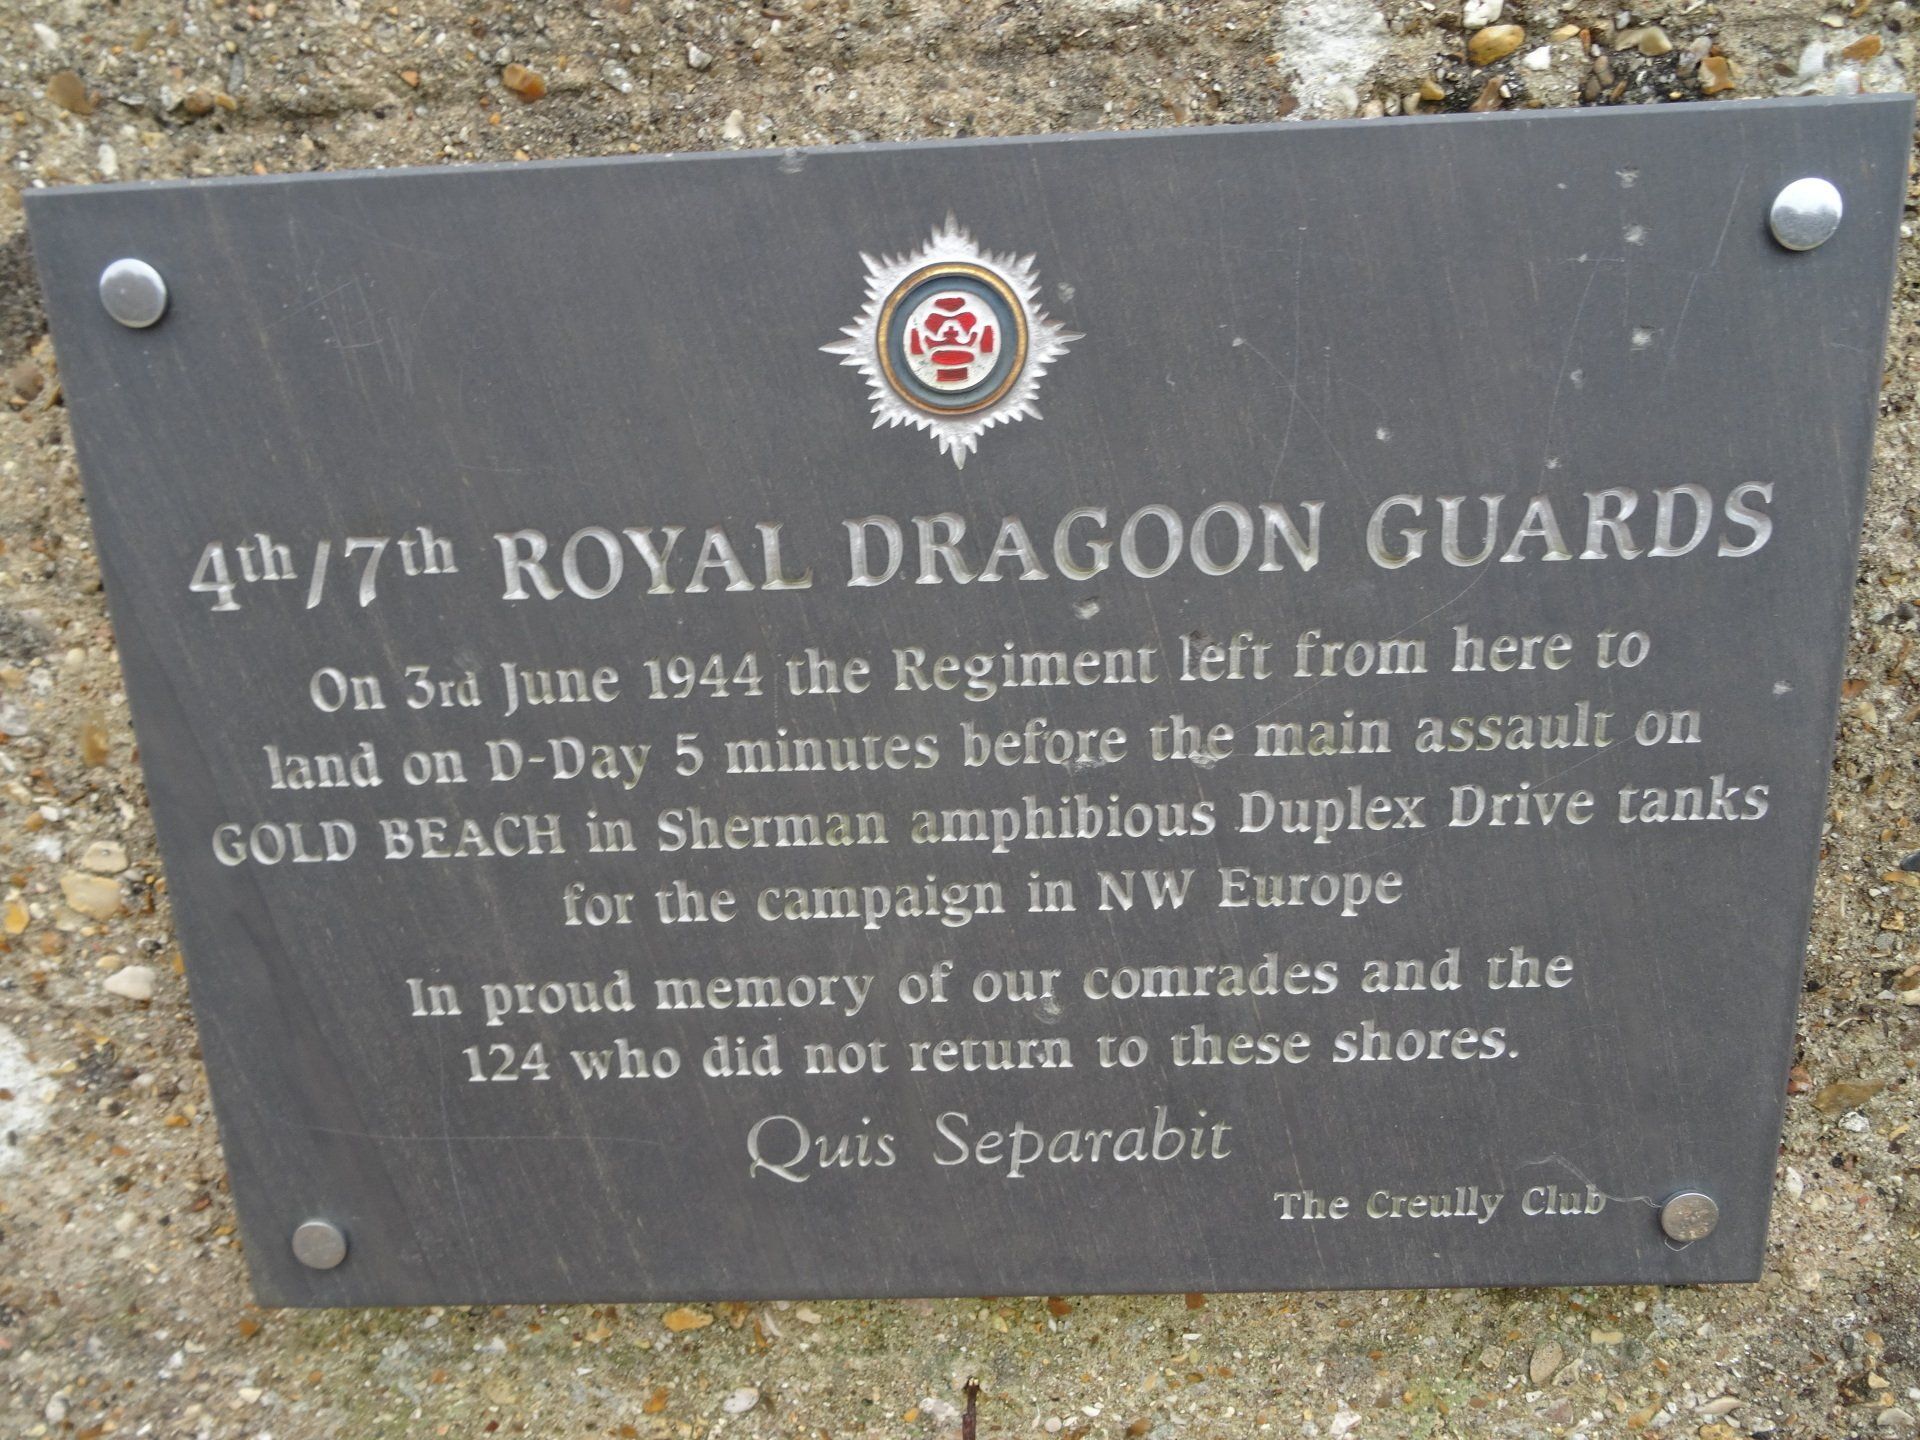 4th/7th ROYAL DRAGOON GUARDS
On 3rd June 1944 the Regiment left from here to
land on D-Day 5 minutes before the main assault on
GOLD BEACH in Sherman amphibious Duplex Drive tanks
for the campaign in NW Europe
In proud memory of our comrades and the
124 who did not return to these shores.
Quis Separabit
The Creully Club